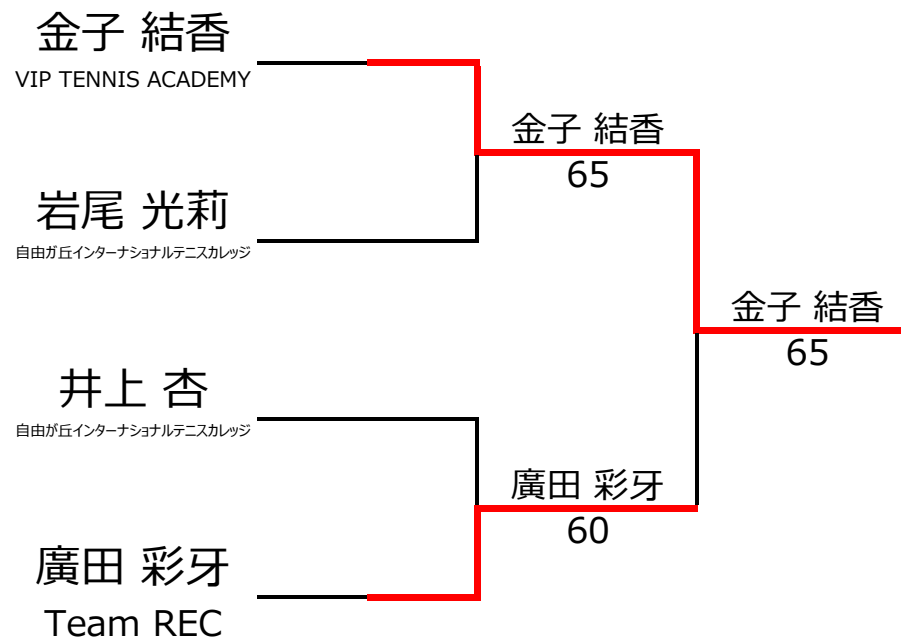 金子 結香
VIP TENNIS ACADEMY
金子 結香
65
岩尾 光莉
自由ガ丘インターナショナルテニスカレッジ
金子 結香
65
井上 杏
自由が丘インターナショナルテニスカレッジ
廣田 彩牙
60
廣田 彩牙
Team REC